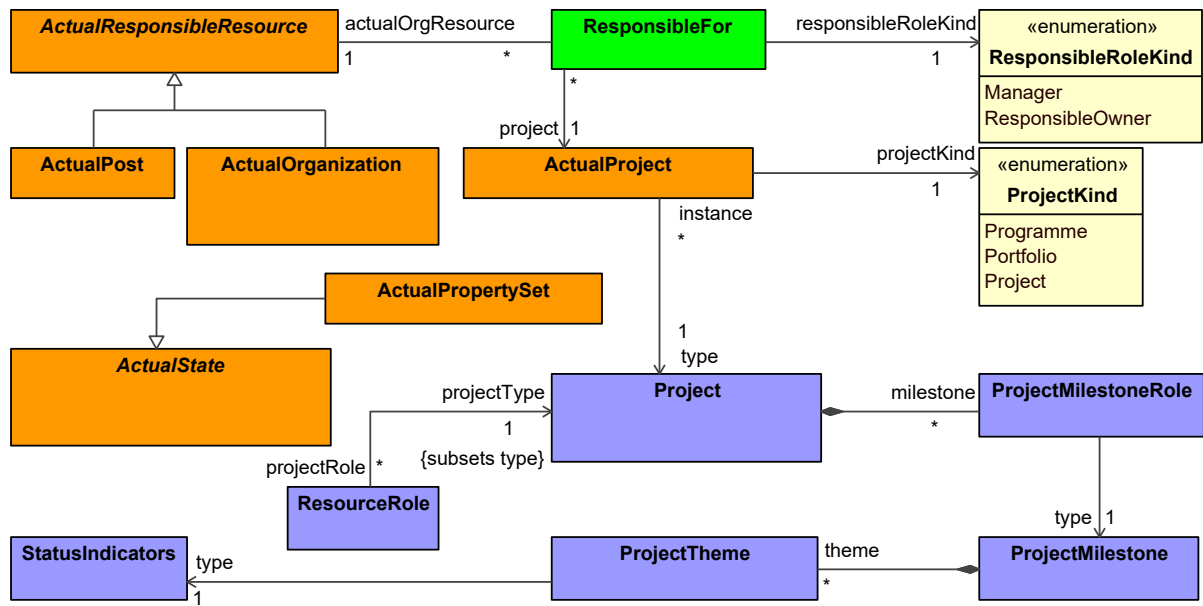 ActualResponsibleResource
actualOrgResource
1
*
ResponsibleFor
responsibleRoleKind
1
«enumeration»
ResponsibleRoleKind
Manager
ResponsibleOwner
*
project
1
ActualPost
ActualOrganization
ActualProject
projectKind
1
«enumeration»
ProjectKind
Programme
Portfolio
Project
instance
*
ActualPropertySet
ActualState
1
type
projectType
1
{subsets type}
Project
milestone
*
ProjectMilestoneRole
projectRole
*
ResourceRole
type
1
StatusIndicators
type
1
ProjectTheme
theme
*
ProjectMilestone